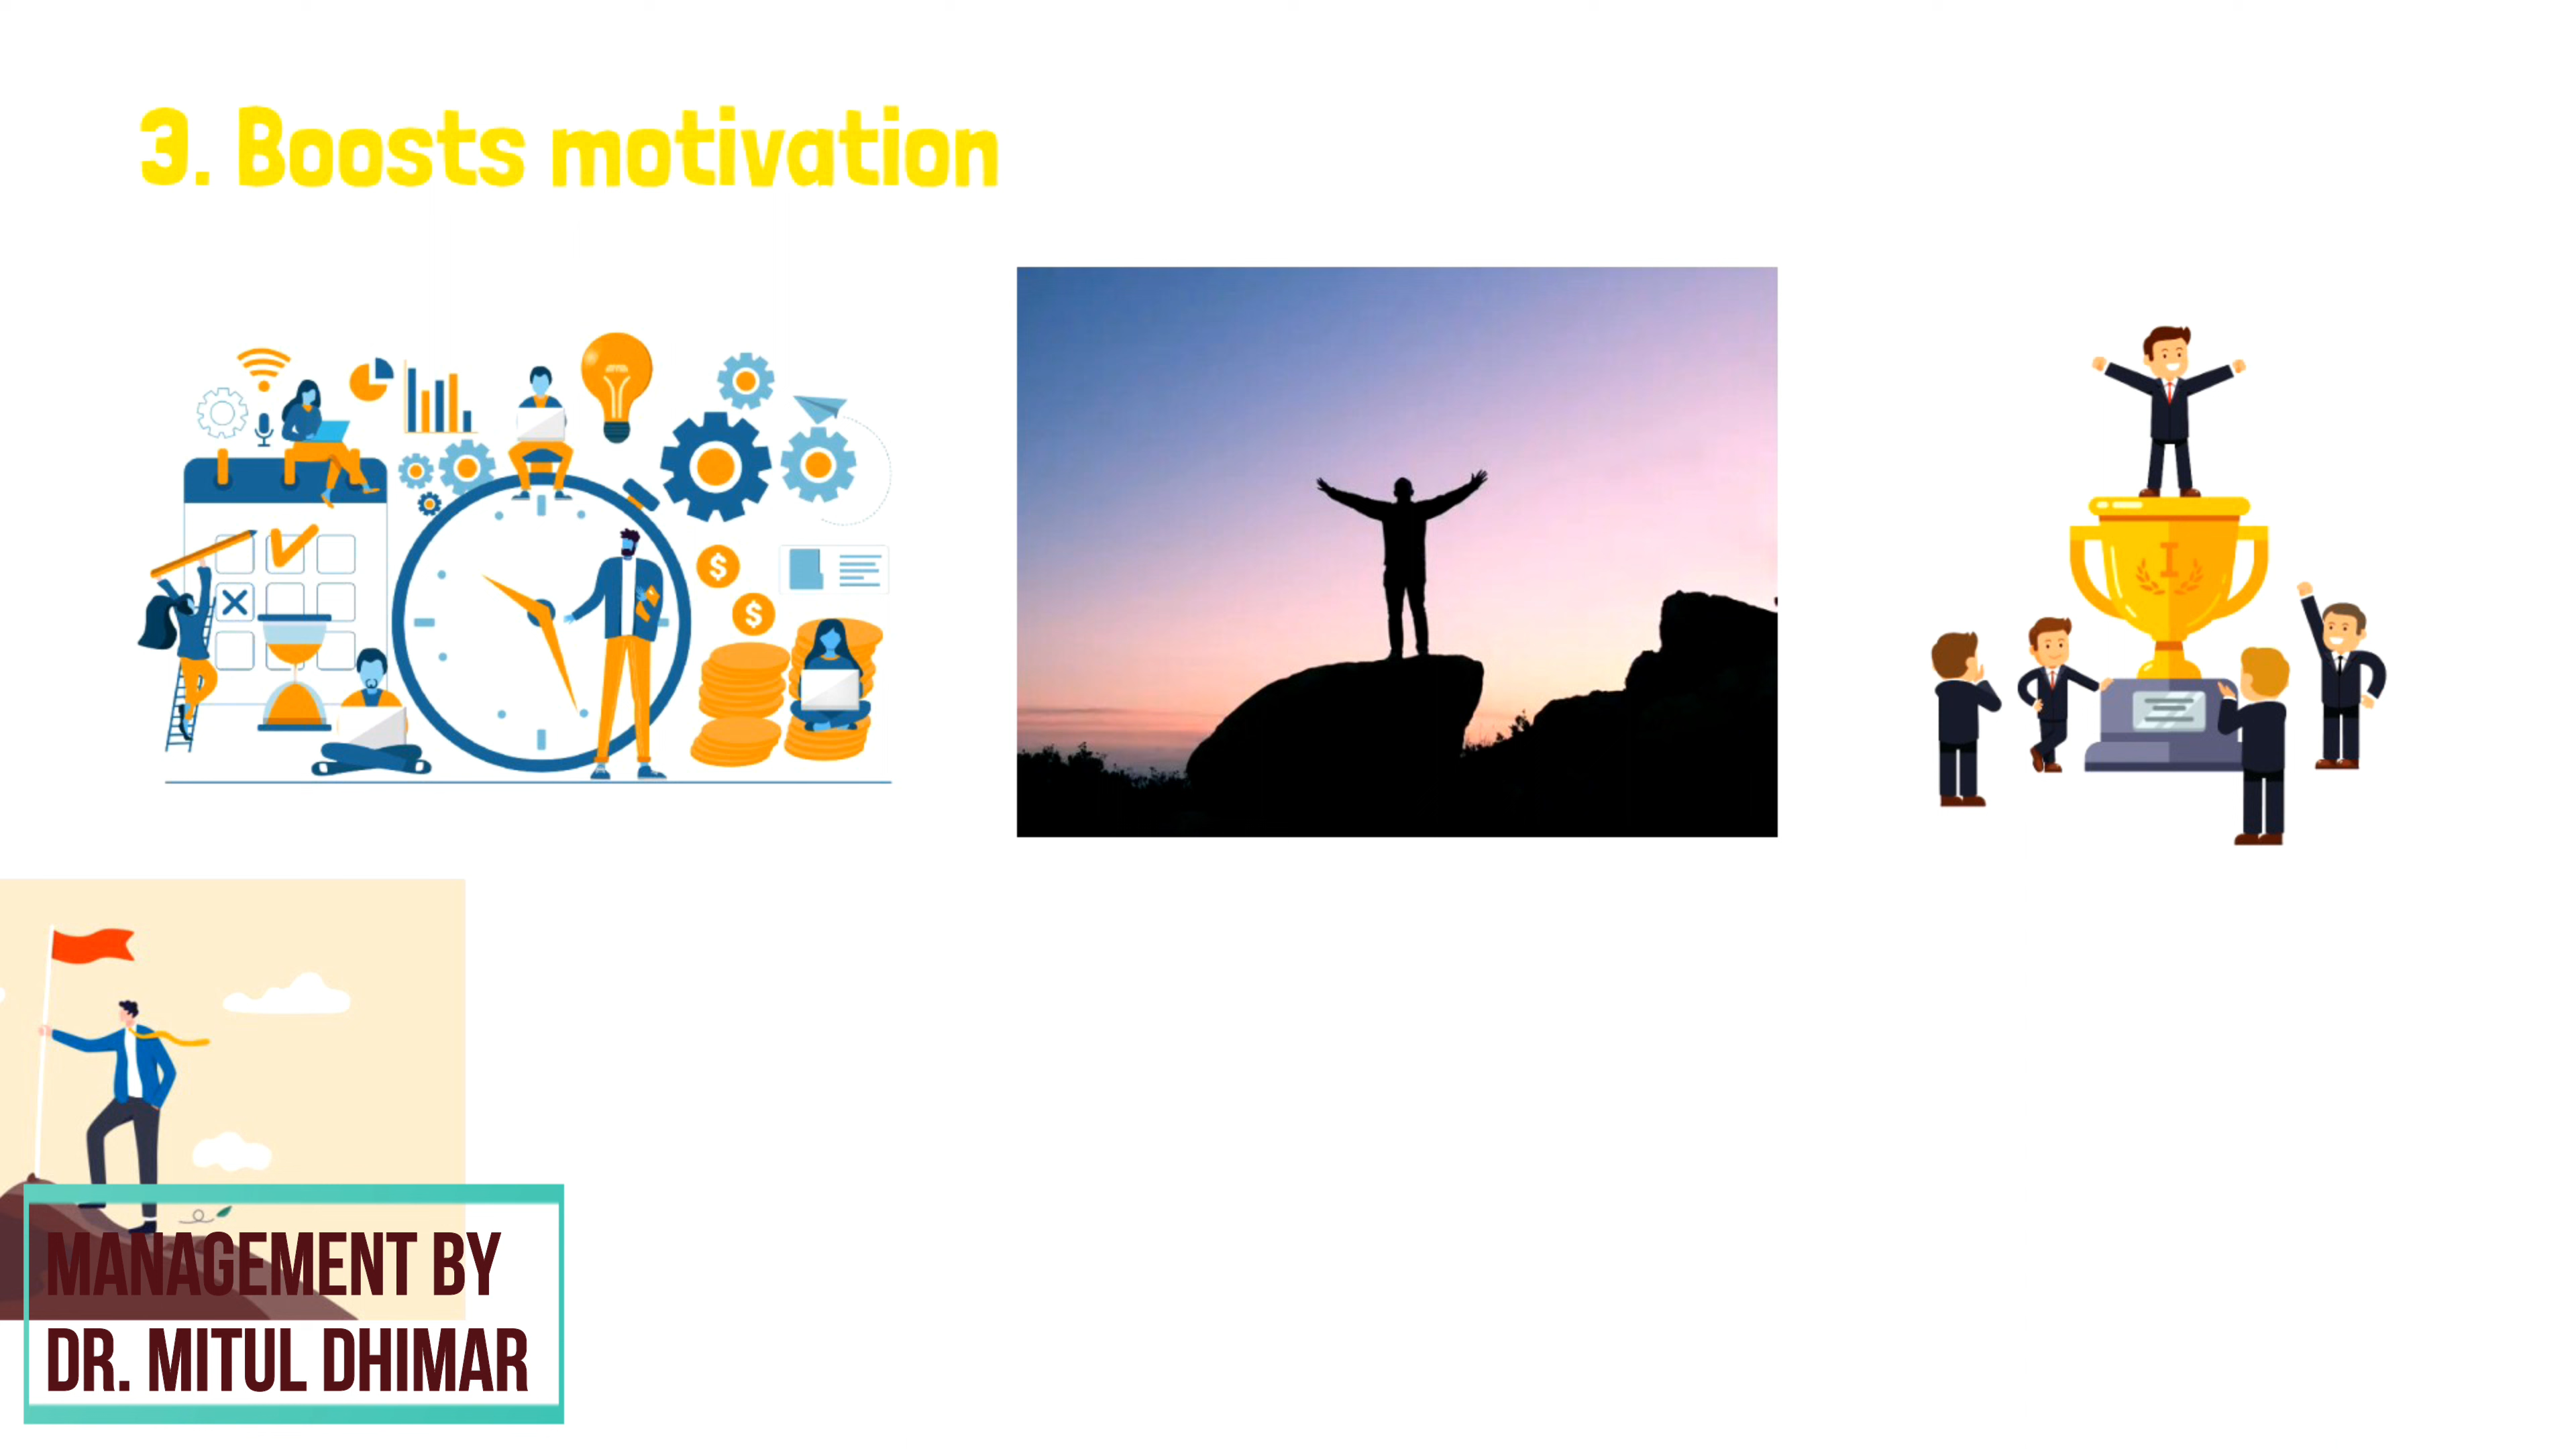 3. Boosts motivation
$
$
I
MANAGEMENT BY
DR. MITUL DHIMAR